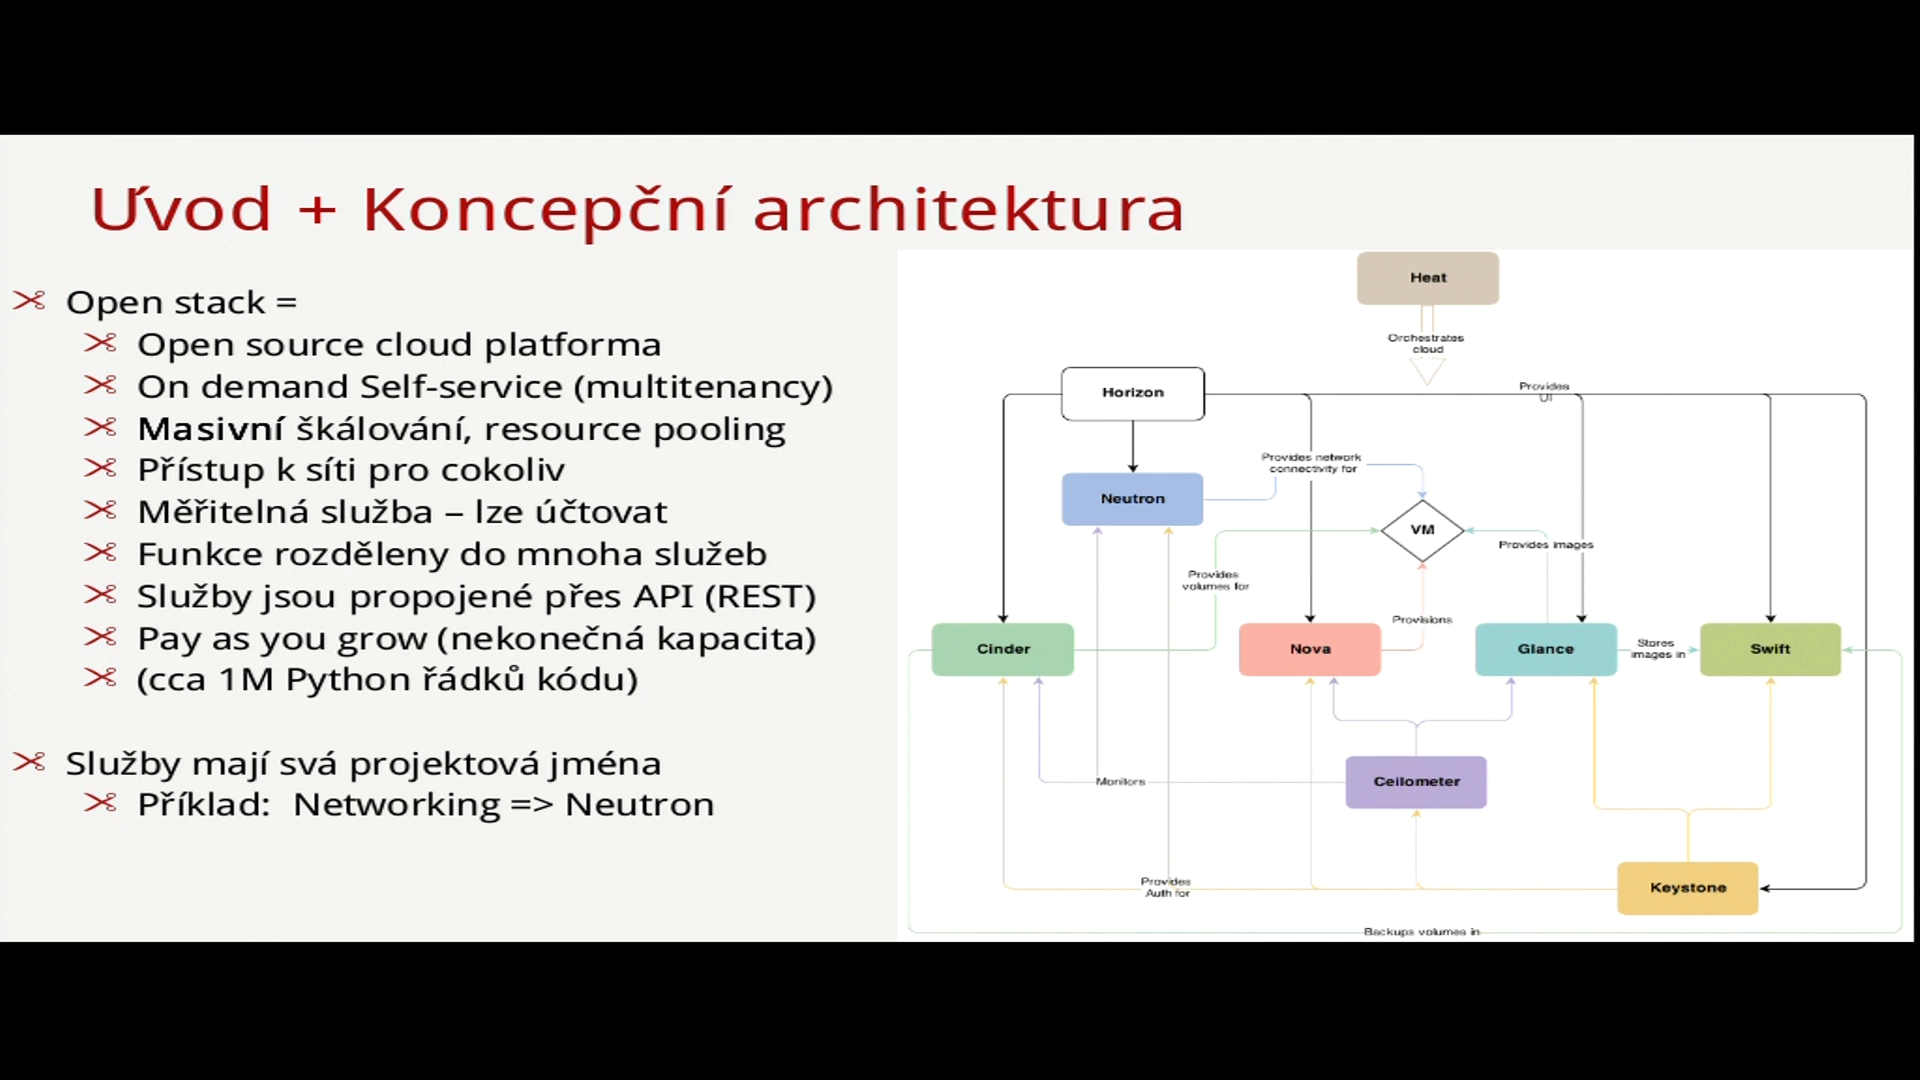 Úvod + Koncepční architektura
Open stack =
Open source cloud platforma
On demand Self-service (multitenancy)
Masivní škálování, resource pooling
Přístup k síti pro cokoliv
Měřitelná služba – lze účtovat
Funkce rozděleny do mnoha služeb
Služby jsou propojené přes API (REST)
Pay as you grow (nekonečná kapacita)
(cca 1M Python řádků kódu)
Služby mají svá projektová jména
Příklad: Networking => Neutron
Heat
Orchestrates
cloud
Horizon
Provides
UI
Provides network
connectivity for
Neutron
VM
Provides images
Provides
volumes for
Provisions
Cinder
Nova
Glance
Stores
images in
Swift
Monitors
Ceilometer
Provides
Auth for
Keystone
Backups volumes in